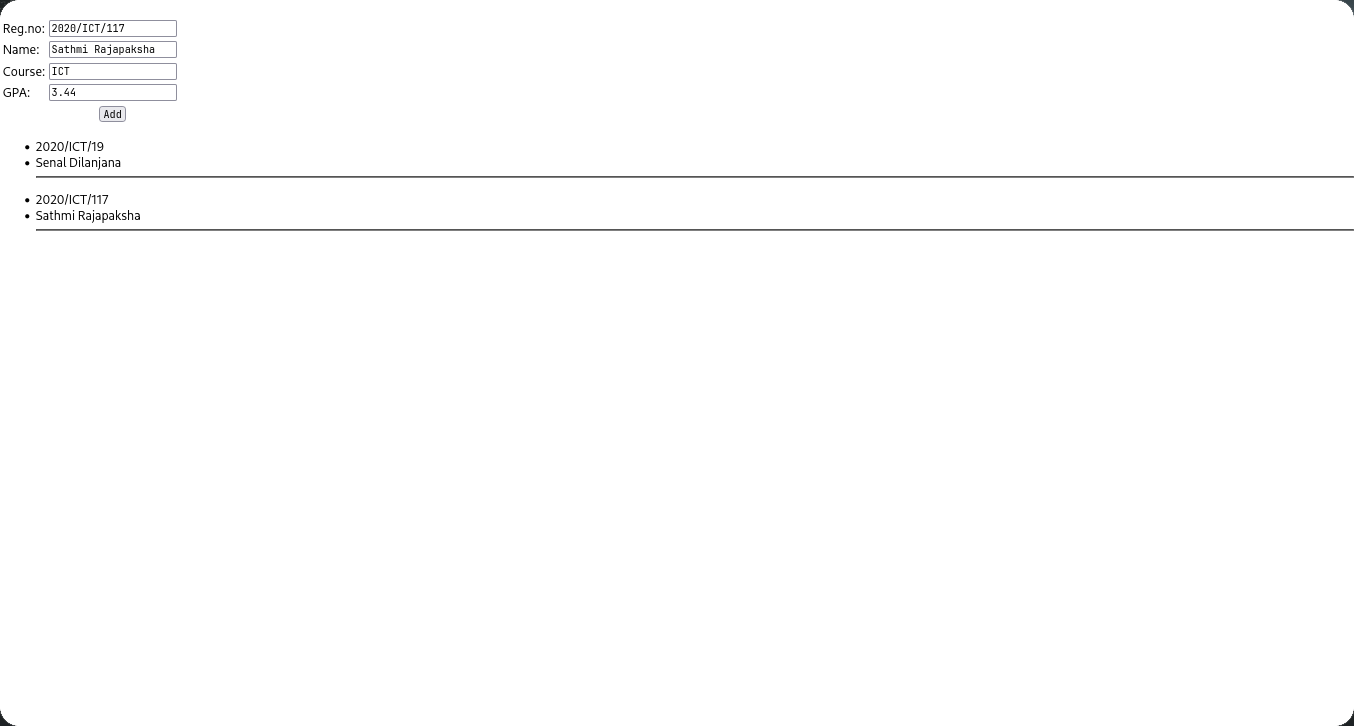 Reg.no: 2020/ICT/117
Name: Sathmi Rajapaksha
Course: ICT
GPA: 3.44
Add
2020/ICT/19
Senal Dilanjana
2020/ICT/117
Sathmi Rajapaksha